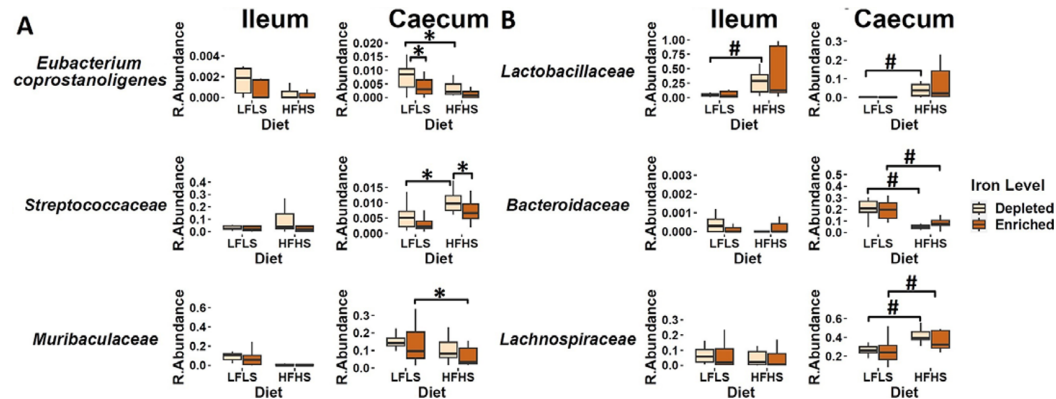 A
Ileum
Caecum
B
Ileum
Caecum
Eubacterium
coprostanoligenes
R.Abundance
0.004
0.002
0.000
LFLS
HFHS
Diet
R.Abundance
0.020
0.015
0.010
0.005
0.000
*
*
LFLS
HFHS
Diet
Lactobacillaceae
R.Abundance
1.00
0.75
0.50
0.25
0.00
#
LFLS
HFHS
Diet
R.Abundance
0.3
0.2
0.1
0.0
#
LFLS
HFHS
Diet
Streptococcaceae
R.Abundance
0.4
0.3
0.2
0.1
0.0
LFLS
HFHS
Diet
R.Abundance
0.015
0.010
0.005
0.000
*
*
LFLS
HFHS
Diet
Bacteroidaceae
R.Abundance
0.003
0.002
0.001
0.000
LFLS
HFHS
Diet
R.Abundance
0.5
0.4
0.3
0.2
0.1
0.0
#
#
LFLS
HFHS
Diet
Iron Level
Depleted
Enriched
Muribaculaceae
R.Abundance
0.6
0.4
0.2
0.0
LFLS
HFHS
Diet
R.Abundance
0.3
0.2
0.1
0.0
*
LFLS
HFHS
Diet
Lachnospiraceae
R.Abundance
0.3
0.2
0.1
0.0
LFLS
HFHS
Diet
R.Abundance
0.6
0.4
0.2
#
#
LFLS
HFHS
Diet